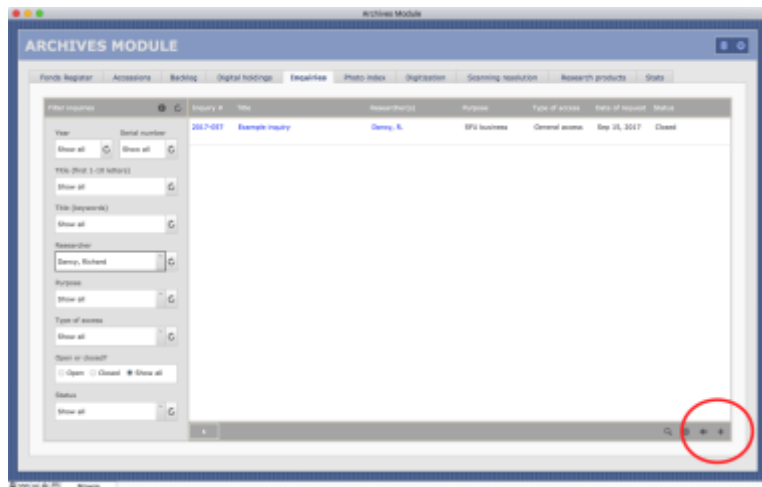 Archives Module
ARCHIVES MODULE
Fonds Register Accessions Backlog Digital holdings Enquiries Photo index Digitization Scanning resolution Research products Stats
Filter inquiries Inquiry # Title Researcher(s) Purpose Type of access Date of request Status
2017-037 Example inquiry Dancy, R. SFU business General access Sep 15, 2017 Closed
Year Serial number
Show all Show all
Title (first 1-10 letters)
Show all
Title (keywords)
Show all
Researcher
Dancy, Richard
Purpose
Show all
Type of access
Show all
Open or closed?
Open Closed Show all
Status
Show all